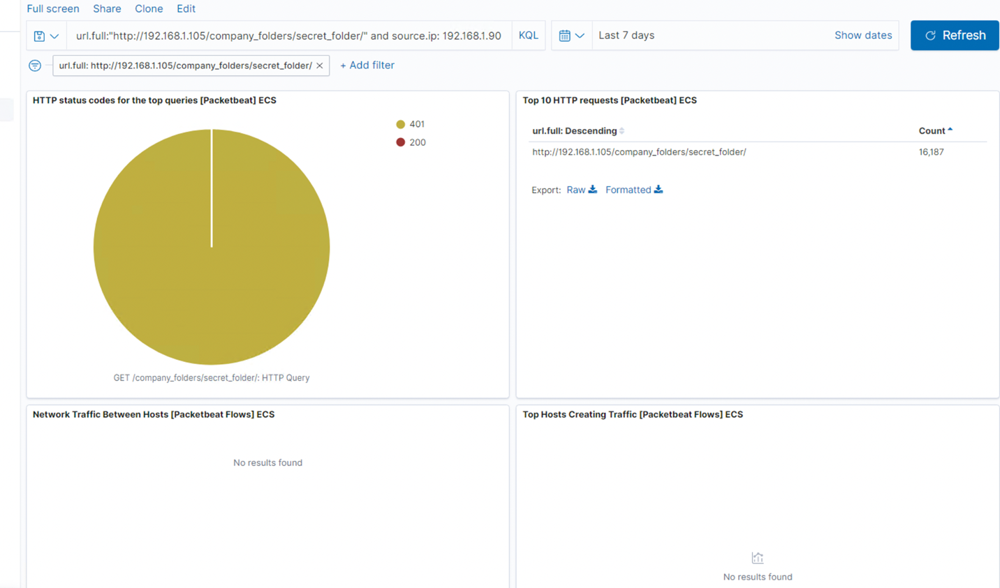 Full screen Share Clone Edit
url.full:"http://192.168.1.105/company_folders/secret_folder/" and source.ip: 192.168.1.90 KQL Last 7 days Show dates Refresh
url.full: http://192.168.1.105/company_folders/secret_folder/ × + Add filter
HTTP status codes for the top queries [Packetbeat] ECS
401
200
GET /company_folders/secret_folder/: HTTP Query
Top 10 HTTP requests [Packetbeat] ECS
url.full: Descending Count
http://192.168.1.105/company_folders/secret_folder/ 16,187
Export: Raw Formatted
Network Traffic Between Hosts [Packetbeat Flows] ECS
No results found
Top Hosts Creating Traffic [Packetbeat Flows] ECS
No results found